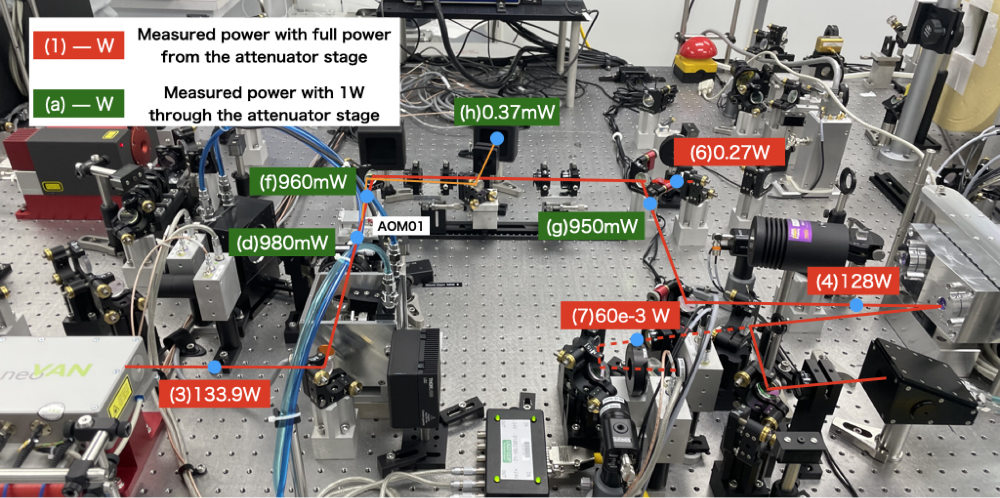 (1) — W
Measured power with full power
from the attenuator stage
(a) — W
Measured power with 1W
through the attenuator stage
(h)0.37mW
(6)0.27W
(f)960mW
AOM01
(g)950mW
(d)980mW
(4)128W
(7)60e-3 W
neoVAN
(3)133.9W